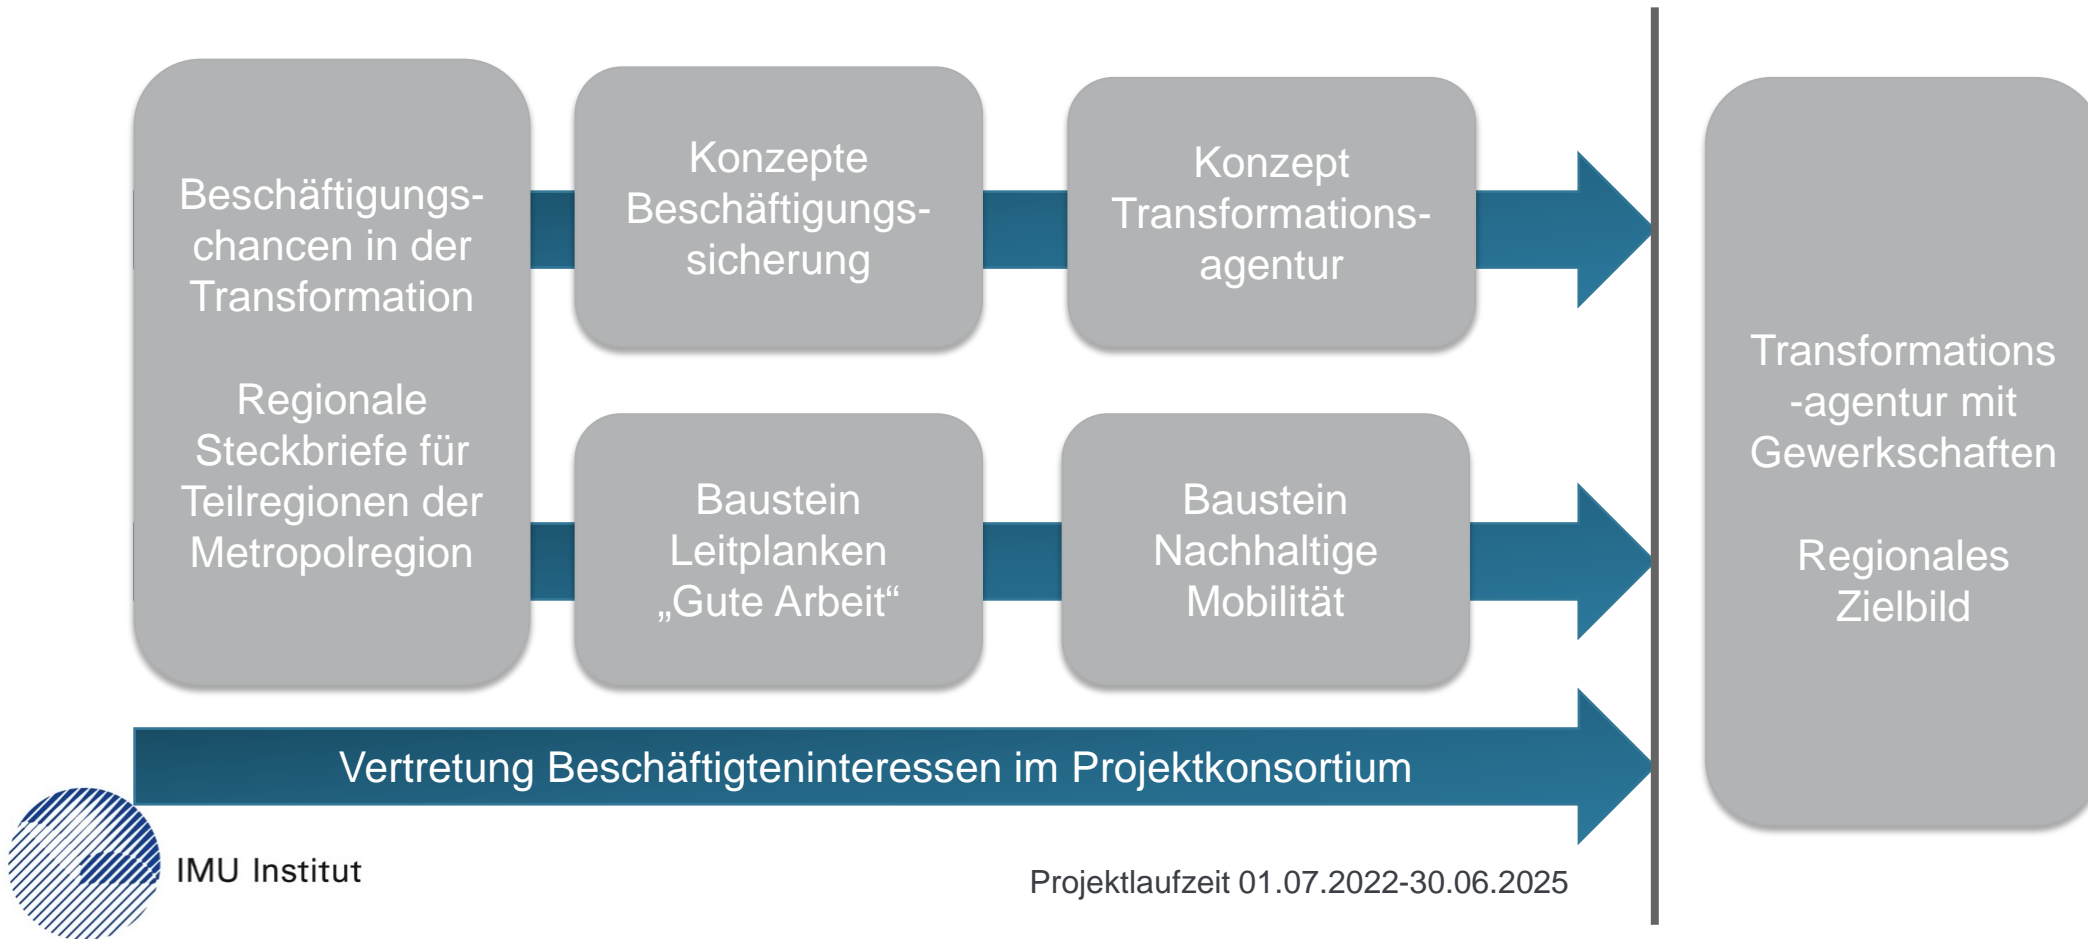 Beschäftigungs-
chancen in der
Transformation
Regionale
Steckbriefe für
Teilregionen der
Metropolregion
Konzepte
Beschäftigungs-
sicherung
Konzept
Transformations-
agentur
Baustein
Leitplanken
„Gute Arbeit“
Baustein
Nachhaltige
Mobilität
Transformations
-agentur mit
Gewerkschaften
Regionales
Zielbild
Vertretung Beschäftigteninteressen im Projektkonsortium
IMU Institut
Projektlaufzeit 01.07.2022-30.06.2025